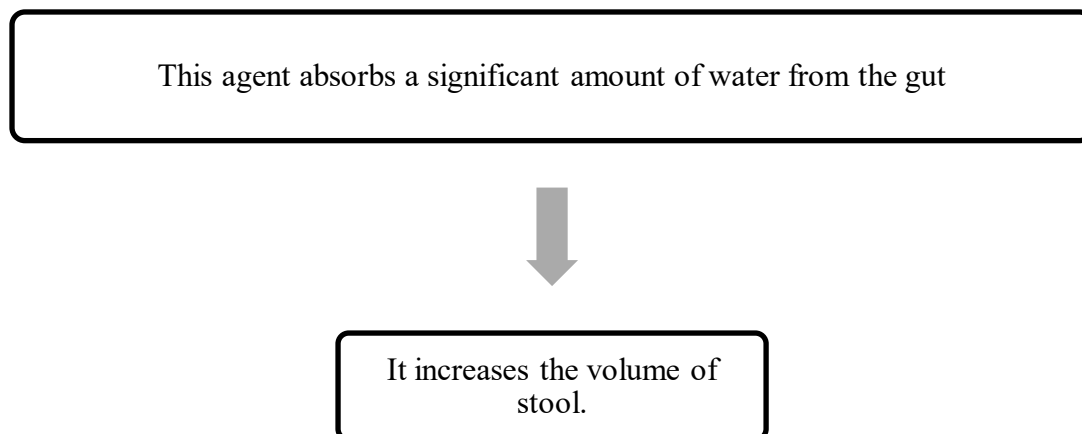 This agent absorbs a significant amount of water from the gut
It increases the volume of
stool.